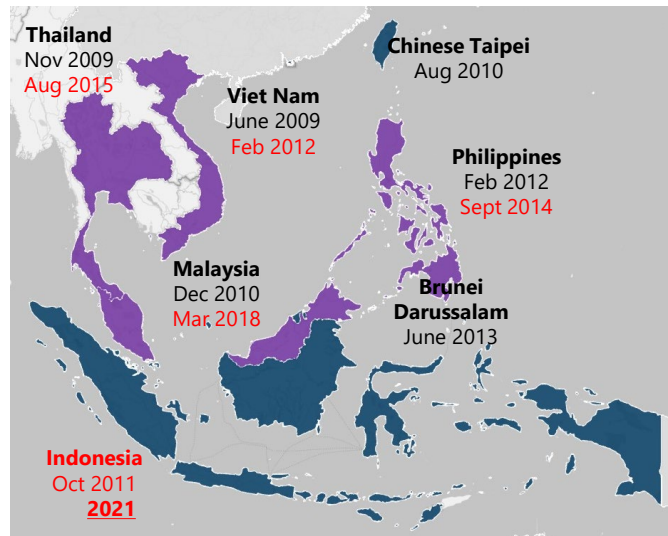 Thailand
Nov 2009
Aug 2015
Chinese Taipei
Aug 2010
Viet Nam
June 2009
Feb 2012
Philippines
Feb 2012
Sept 2014
Malaysia
Dec 2010
Mar 2018
Brunei
Darussalam
June 2013
Indonesia
Oct 2011
2021